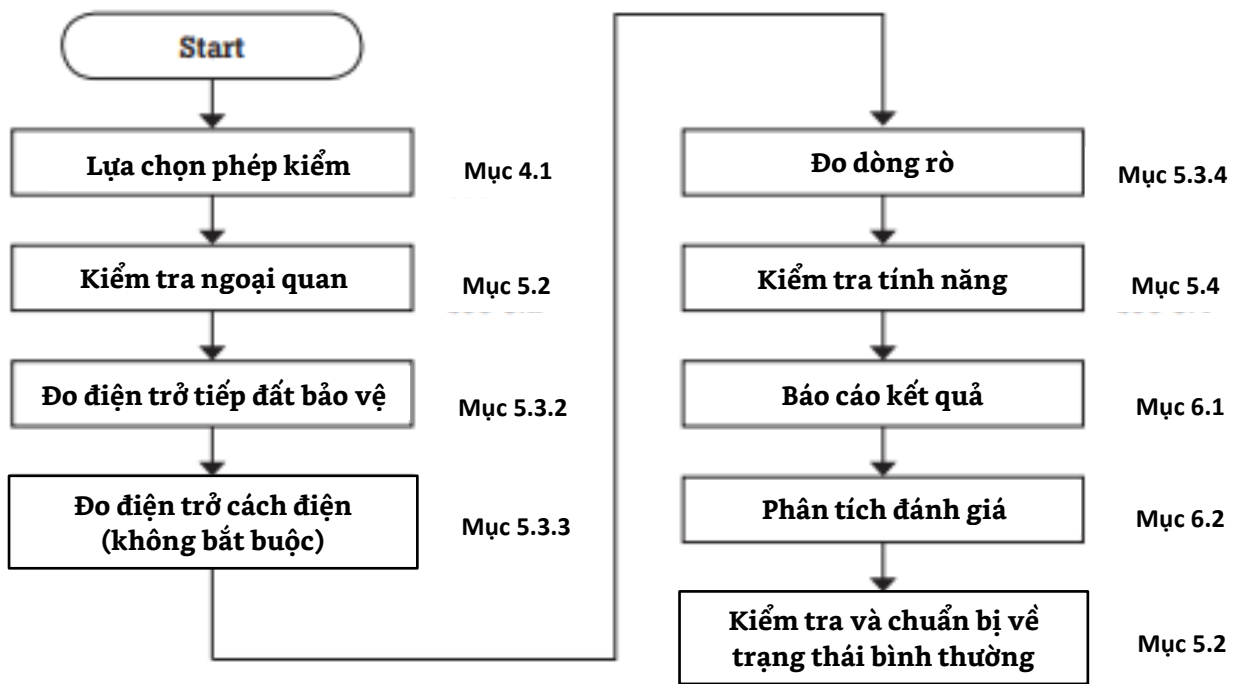 Start
Lựa chọn phép kiểm
Mục 4.1
Kiểm tra ngoại quan
Mục 5.2
Đo điện trở tiếp đất bảo vệ
Mục 5.3.2
Đo điện trở cách điện
(không bắt buộc)
Mục 5.3.3
Đo dòng rò
Mục 5.3.4
Kiểm tra tính năng
Mục 5.4
Báo cáo kết quả
Mục 6.1
Phân tích đánh giá
Mục 6.2
Kiểm tra và chuẩn bị về
trạng thái bình thường
Mục 5.2